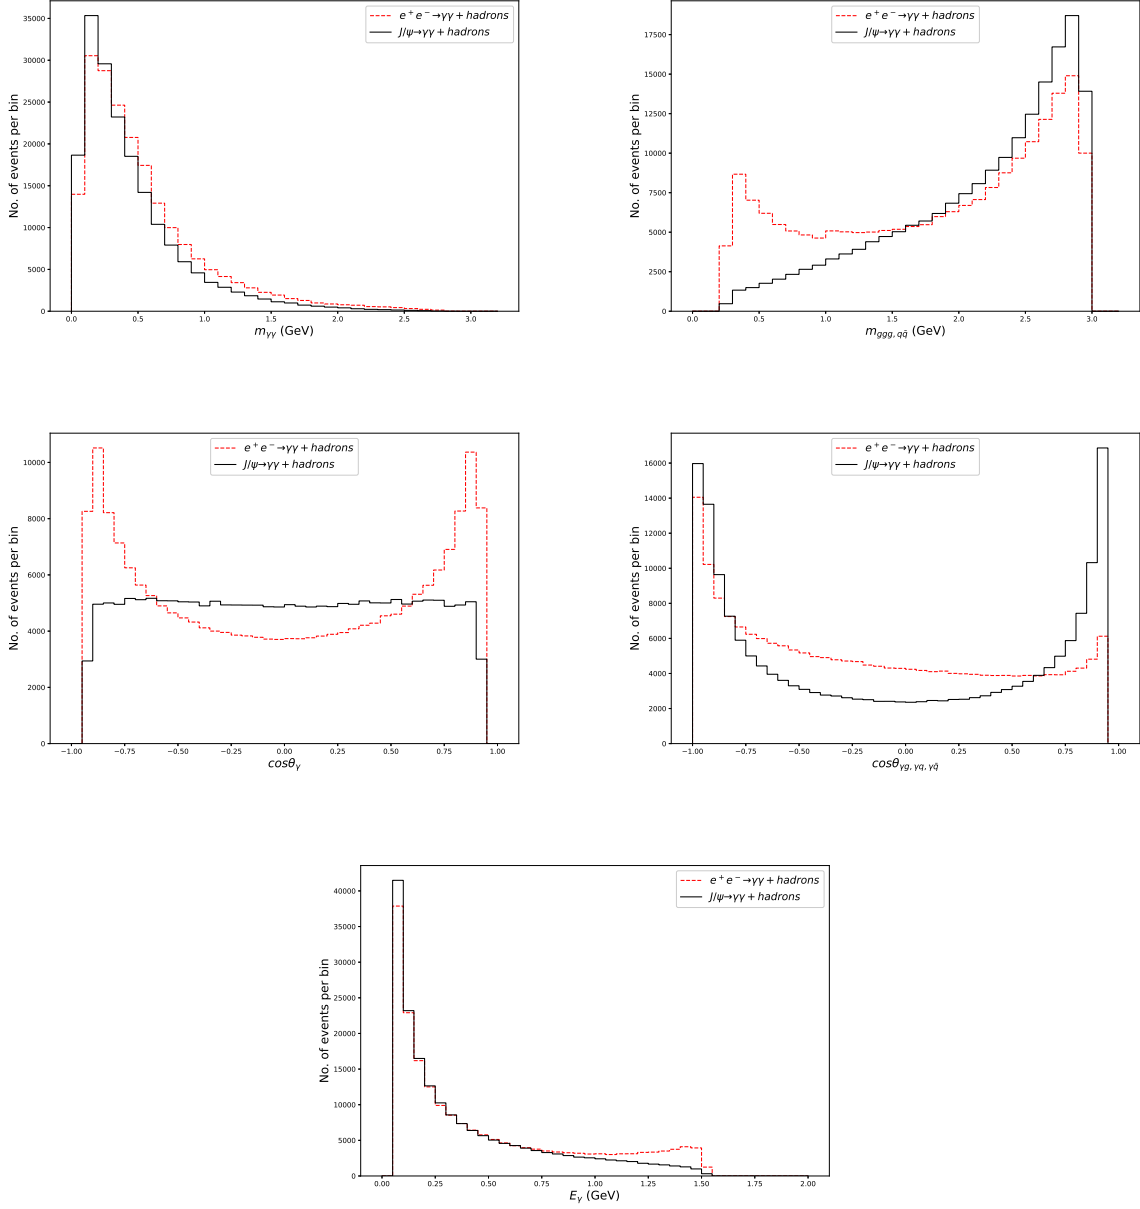 e⁺e⁻→γγ + hadrons
J/ψ→γγ + hadrons
35000
30000
25000
20000
15000
10000
5000
0
No. of events per bin
0.0 0.5 1.0 1.5 2.0 2.5 3.0
m_γγ (GeV)
e⁺e⁻→γγ + hadrons
J/ψ→γγ + hadrons
17500
15000
12500
10000
7500
5000
2500
0
No. of events per bin
0.0 0.5 1.0 1.5 2.0 2.5 3.0
m_ggg,qq̄ (GeV)
e⁺e⁻→γγ + hadrons
J/ψ→γγ + hadrons
10000
8000
6000
4000
2000
0
No. of events per bin
−1.00 −0.75 −0.50 −0.25 0.00 0.25 0.50 0.75 1.00
cosθ_γ
e⁺e⁻→γγ + hadrons
J/ψ→γγ + hadrons
16000
14000
12000
10000
8000
6000
4000
2000
0
No. of events per bin
−1.00 −0.75 −0.50 −0.25 0.00 0.25 0.50 0.75 1.00
cosθ_γg,γq,γq̄
e⁺e⁻→γγ + hadrons
J/ψ→γγ + hadrons
40000
35000
30000
25000
20000
15000
10000
5000
0
No. of events per bin
0.00 0.25 0.50 0.75 1.00 1.25 1.50 1.75 2.00
E_γ (GeV)